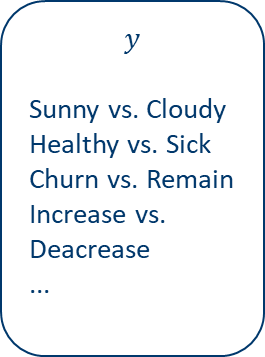 y
Sunny vs. Cloudy
Healthy vs. Sick
Churn vs. Remain
Increase vs.
Deacrease
...